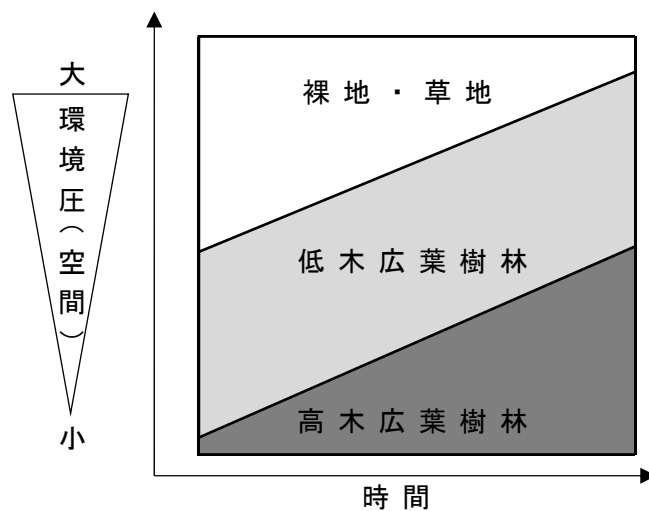 大
環境圧（空間）
小
裸地・草地
低木広葉樹林
高木広葉樹林
時間